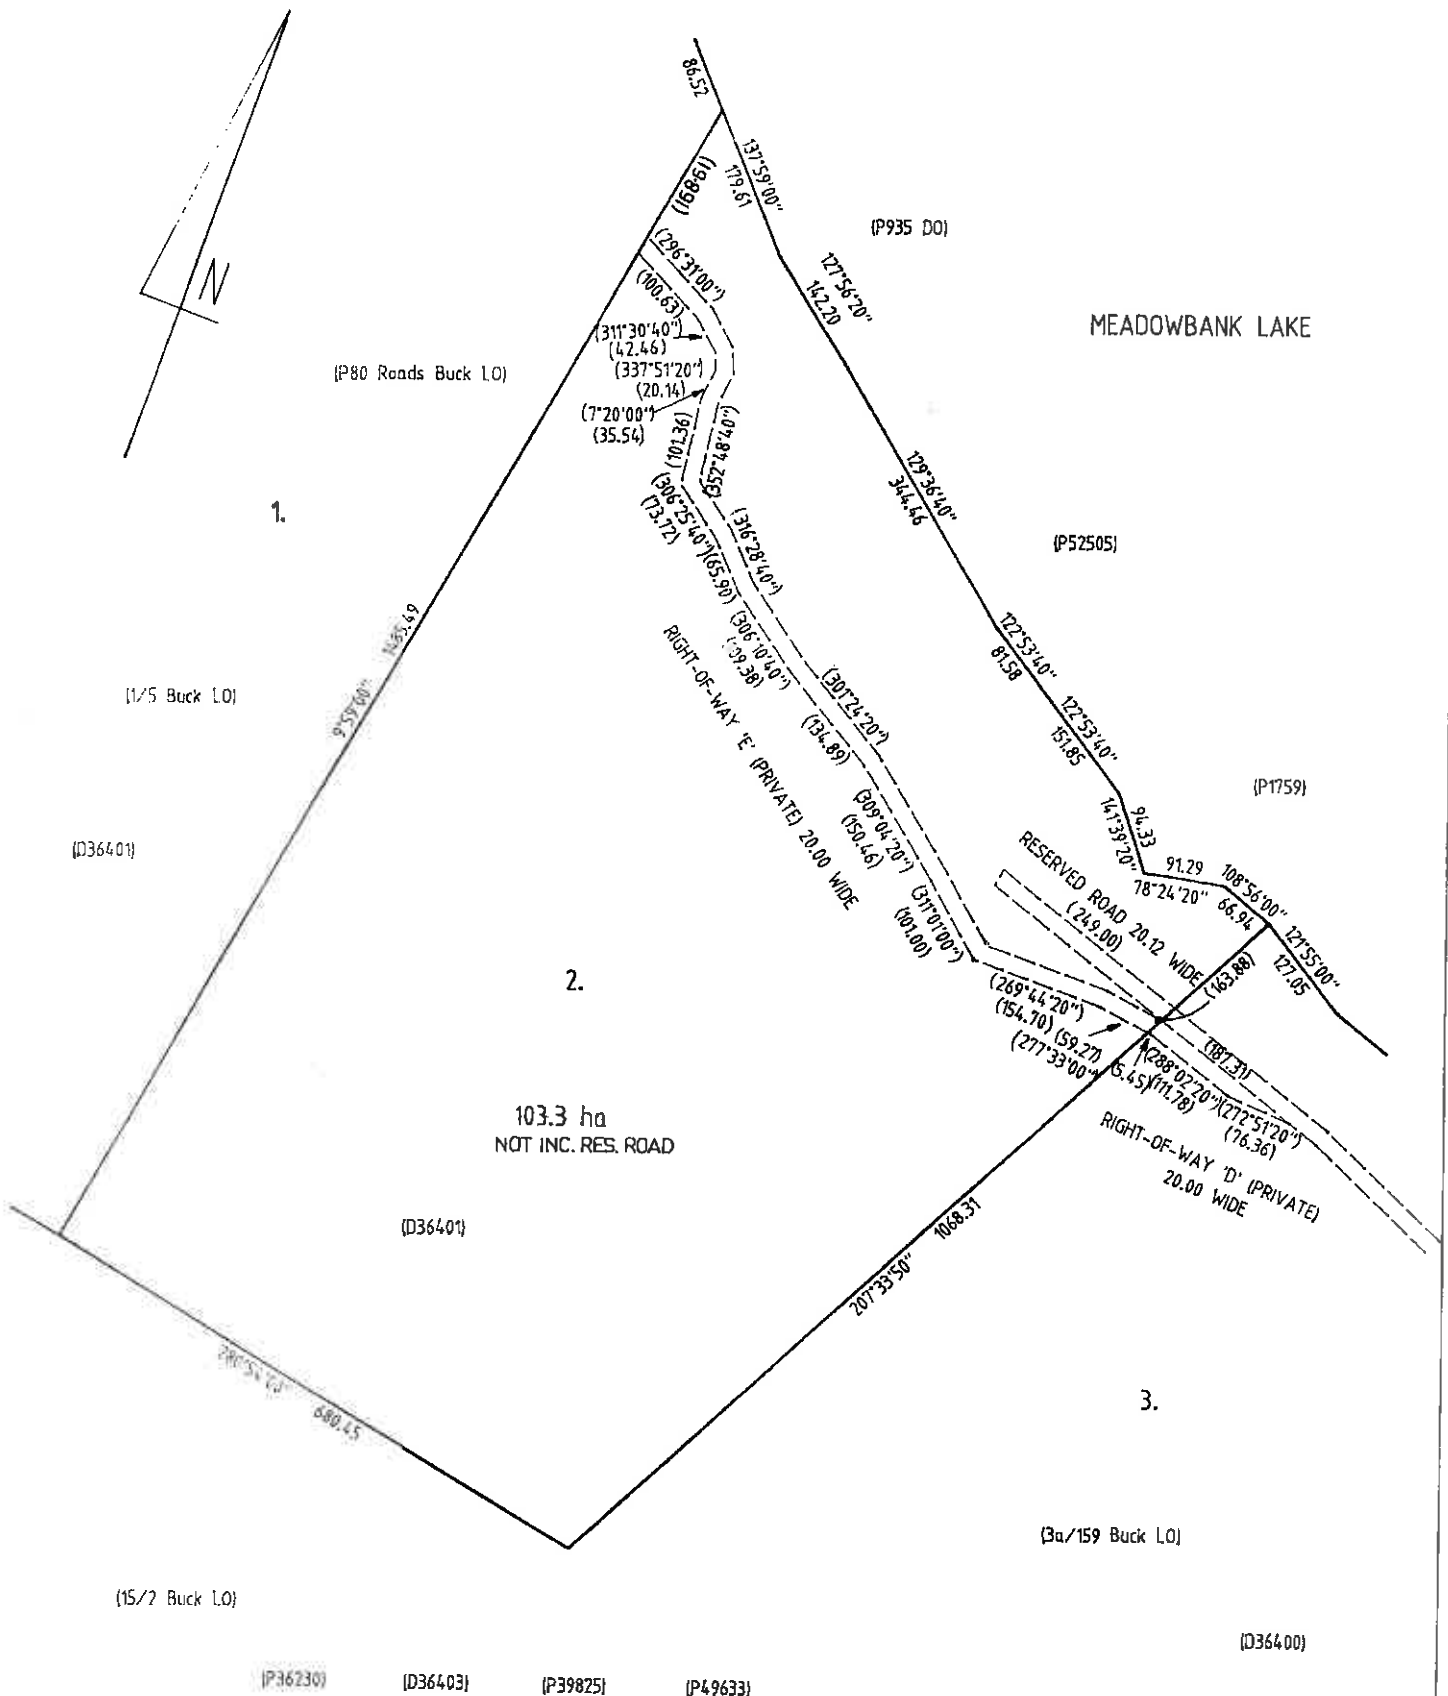 86.52
137°59'00"
179.61
(168.61)
(P935 DO)
N
(296°31'00")
(100.63)
127°56'20"
142.20
MEADOWBANK LAKE
(311°30'40")
(42.46)
(337°51'20")
(20.14)
(7°20'00")
(35.54)
(P80 Roads Buck L.O)
(101.36)
(352°48'40")
(306°25'40")
(73.72)
129°36'40"
344.46
1.
(316°28'40")
(65.90)
(P52505)
(306°10'40")
1485.49
9°59'00"
RIGHT-OF-WAY 'E' (PRIVATE) 20.00 WIDE
(301°24'20")
(134.89)
122°53'40"
81.58
(1/5 Buck L.O)
122°53'40"
151.85
(P1759)
(309°04'20")
(150.46)
94.33
141°39'20"
(D36401)
RESERVED ROAD 20.12 WIDE
(249.00)
91.29
78°24'20"
108°56'00"
66.94
(311°01'00")
(101.00)
121°55'00"
127.05
(163.88)
2.
(269°44'20")
(154.70)
(59.27)
(277°33'00")
(187.31)
(5.45)
(288°02'20")
(111.78)
(272°51'20")
(76.36)
103.3 ha
NOT INC. RES. ROAD
RIGHT-OF-WAY 'D' (PRIVATE)
20.00 WIDE
(D36401)
1068.31
207°33'50"
680.45
3.
(3a/159 Buck L.O)
(15/2 Buck L.O)
(D36400)
(P36230)
(D36403)
(P39825)
(P49633)